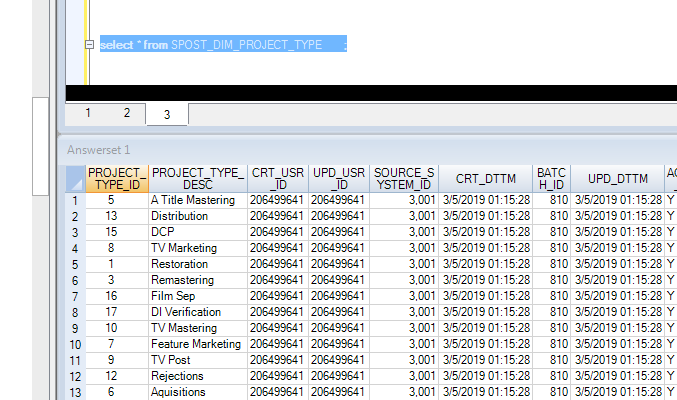 select * from SPOST_DIM_PROJECT_TYPE ;
1 2 3
Answerset 1
PROJECT_TYPE_ID PROJECT_TYPE_DESC CRT_USR_ID UPD_USR_ID SOURCE_SYSTEM_ID CRT_DTTM BATCH_ID UPD_DTTM
1 5 A Title Mastering 206499641 206499641 3,001 3/5/2019 01:15:28 810 3/5/2019 01:15:28 Y
2 13 Distribution 206499641 206499641 3,001 3/5/2019 01:15:28 810 3/5/2019 01:15:28 Y
3 15 DCP 206499641 206499641 3,001 3/5/2019 01:15:28 810 3/5/2019 01:15:28 Y
4 8 TV Marketing 206499641 206499641 3,001 3/5/2019 01:15:28 810 3/5/2019 01:15:28 Y
5 1 Restoration 206499641 206499641 3,001 3/5/2019 01:15:28 810 3/5/2019 01:15:28 Y
6 3 Remastering 206499641 206499641 3,001 3/5/2019 01:15:28 810 3/5/2019 01:15:28 Y
7 16 Film Sep 206499641 206499641 3,001 3/5/2019 01:15:28 810 3/5/2019 01:15:28 Y
8 17 DI Verification 206499641 206499641 3,001 3/5/2019 01:15:28 810 3/5/2019 01:15:28 Y
9 10 TV Mastering 206499641 206499641 3,001 3/5/2019 01:15:28 810 3/5/2019 01:15:28 Y
10 7 Feature Marketing 206499641 206499641 3,001 3/5/2019 01:15:28 810 3/5/2019 01:15:28 Y
11 9 TV Post 206499641 206499641 3,001 3/5/2019 01:15:28 810 3/5/2019 01:15:28 Y
12 12 Rejections 206499641 206499641 3,001 3/5/2019 01:15:28 810 3/5/2019 01:15:28 Y
13 6 Aquisitions 206499641 206499641 3,001 3/5/2019 01:15:28 810 3/5/2019 01:15:28 Y